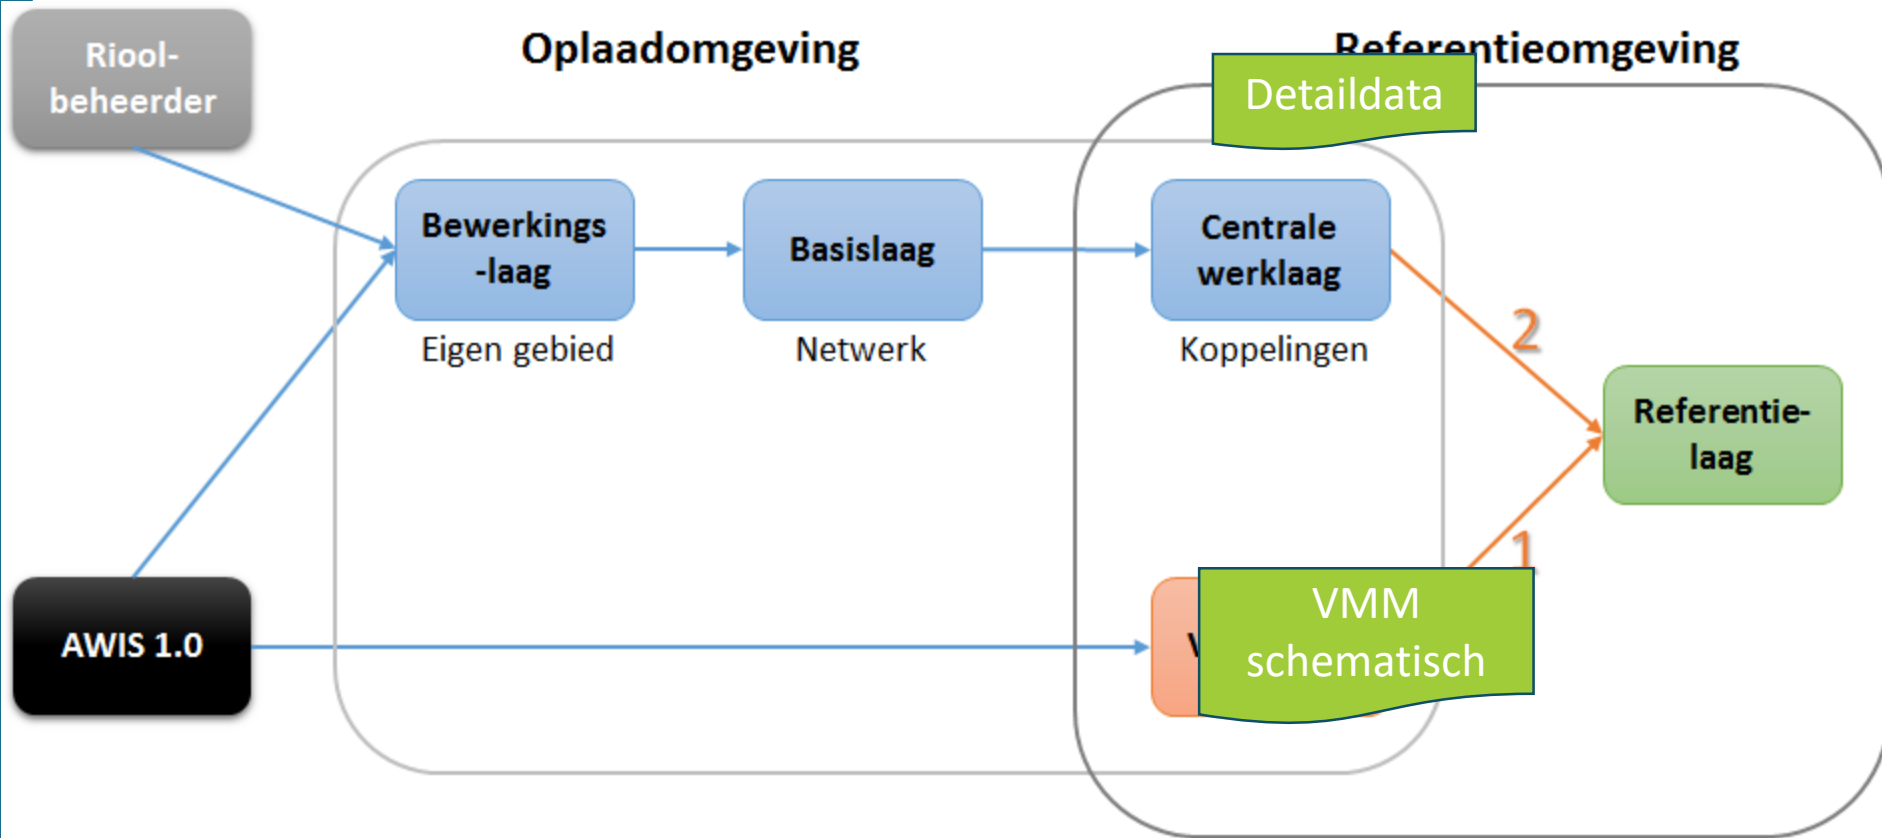 Riool-
beheerder
Oplaadomgeving
Referentieomgeving
Detaildata
Bewerkings
-laag
Basislaag
Centrale
werklaag
Eigen gebied
Netwerk
Koppelingen
2
Referentie-
laag
1
AWIS 1.0
VMM
schematisch